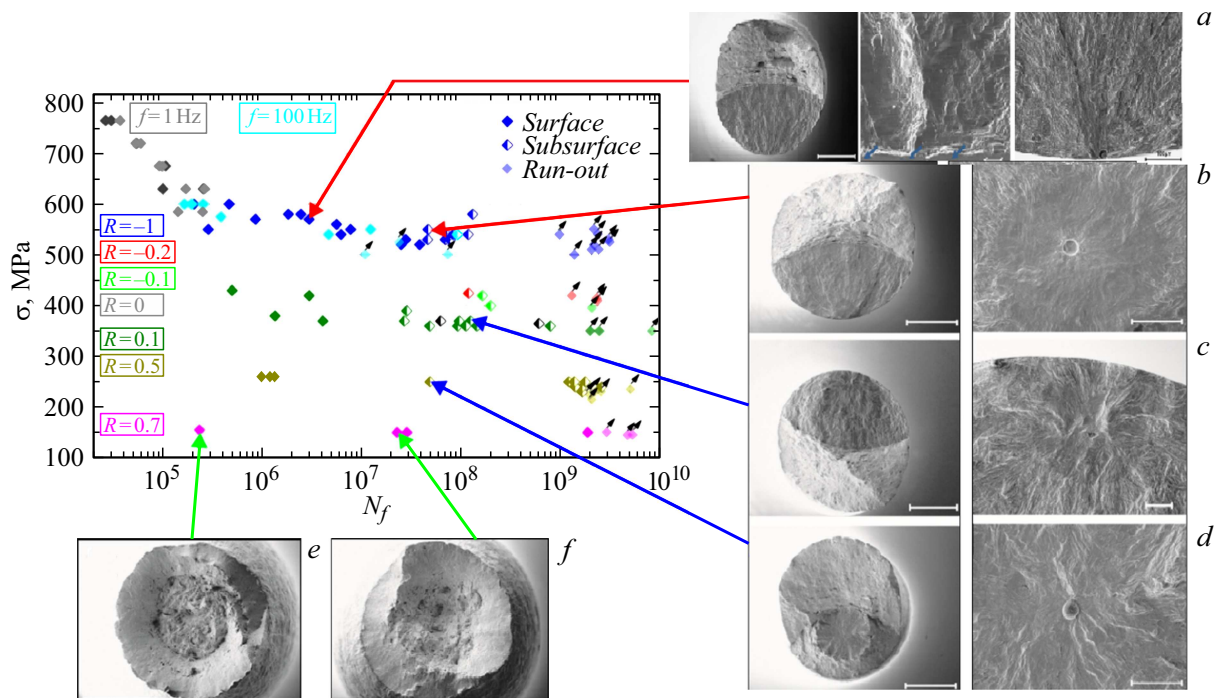 a
800
f = 1 Hz
f = 100 Hz
Surface
Subsurface
Run-out
700
600
R = –1
500
R = –0.2
R = –0.1
400
R = 0
R = 0.1
300
R = 0.5
200
R = 0.7
100
σ, MPa
10^5
10^6
10^7
10^8
10^9
10^10
N_f
b
c
d
e
f